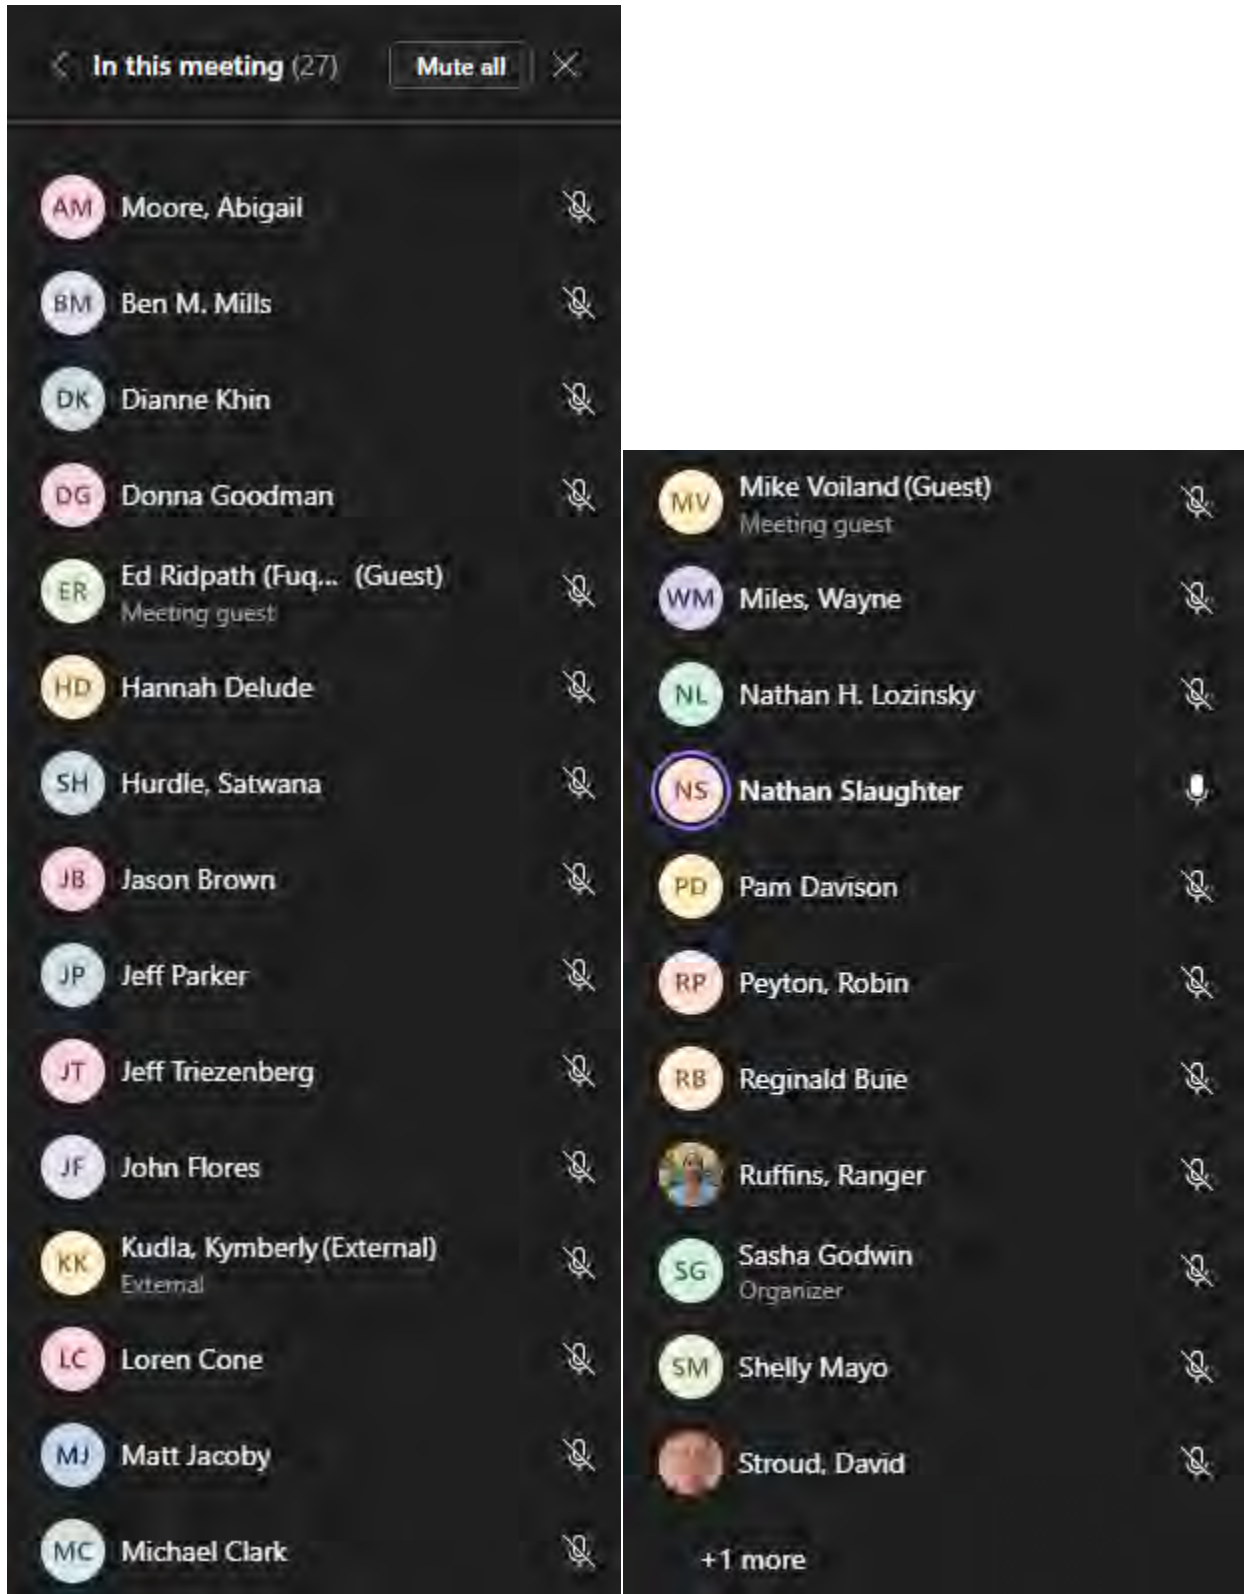 In this meeting (27) Mute all
AM Moore, Abigail
BM Ben M. Mills
DK Dianne Khin
DG Donna Goodman
ER Ed Ridpath (Fuq... (Guest)
Meeting guest
HD Hannah Delude
SH Hurdle, Satwana
JB Jason Brown
JP Jeff Parker
JT Jeff Triezenberg
JF John Flores
KK Kudla, Kymberly (External)
External
LC Loren Cone
MJ Matt Jacoby
MC Michael Clark
MV Mike Voiland (Guest)
Meeting guest
WM Miles, Wayne
NL Nathan H. Lozinsky
NS Nathan Slaughter
PD Pam Davison
RP Peyton, Robin
RB Reginald Buie
Ruffins, Ranger
SG Sasha Godwin
Organizer
SM Shelly Mayo
Stroud, David
+1 more